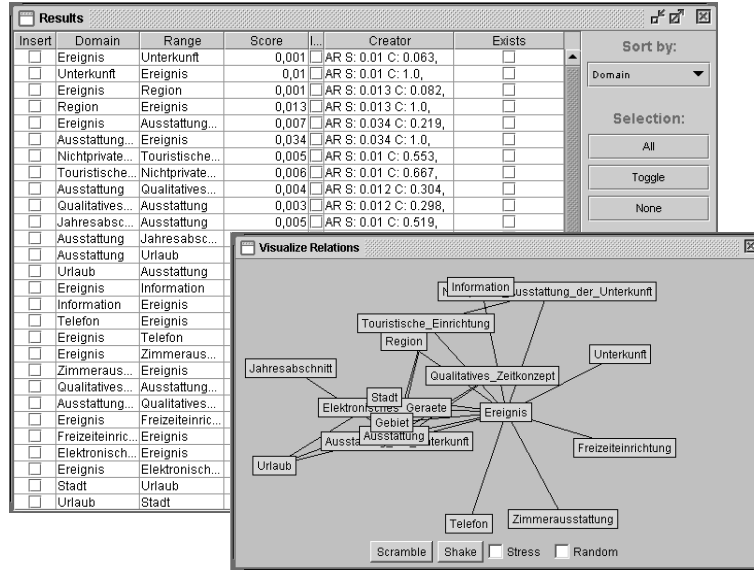 Results
Insert Domain Range Score I... Creator Exists
Ereignis Unterkunft 0,001 AR S: 0.01 C: 0.063,
Unterkunft Ereignis 0,01 AR S: 0.01 C: 1.0,
Ereignis Region 0,001 AR S: 0.013 C: 0.082,
Region Ereignis 0,013 AR S: 0.013 C: 1.0,
Ereignis Ausstattung... 0,007 AR S: 0.034 C: 0.219,
Ausstattung... Ereignis 0,034 AR S: 0.034 C: 1.0,
Nichtprivate... Touristische... 0,005 AR S: 0.01 C: 0.553,
Touristische... Nichtprivate... 0,006 AR S: 0.01 C: 0.667,
Ausstattung Qualitatives... 0,004 AR S: 0.012 C: 0.304,
Qualitatives... Ausstattung 0,003 AR S: 0.012 C: 0.298,
Jahresabsc... Ausstattung 0,005 AR S: 0.01 C: 0.519,
Ausstattung Jahresabsc...
Ausstattung Urlaub
Urlaub Ausstattung
Ereignis Information
Information Ereignis
Telefon Ereignis
Ereignis Telefon
Ereignis Zimmeraus...
Zimmeraus... Ereignis
Qualitatives... Ausstattung...
Ausstattung... Qualitatives...
Ereignis Freizeiteinric...
Freizeiteinric... Ereignis
Elektronisch... Ereignis
Ereignis Elektronisch...
Stadt Urlaub
Urlaub Stadt
Sort by:
Domain
Selection:
All
Toggle
None
Visualize Relations
Information
usstattung_der_Unterkunft
Touristische_Einrichtung
Region
Unterkunft
Jahresabschnitt
Qualitatives_Zeitkonzept
Stadt
Elektronisches_Geraete
Ereignis
Gebiet
Ausstattung
Urlaub
Freizeiteinrichtung
Telefon
Zimmerausstattung
Scramble Shake Stress Random